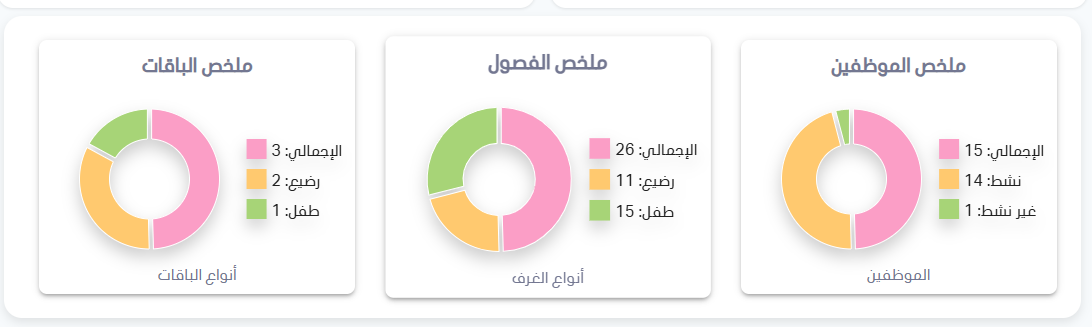 ملخص الموظفين
الإجمالي: 15
نشط: 14
غير نشط: 1
الموظفين
ملخص الفصول
الإجمالي: 26
رضيع: 11
طفل: 15
أنواع الغرف
ملخص الباقات
الإجمالي: 3
رضيع: 2
طفل: 1
أنواع الباقات